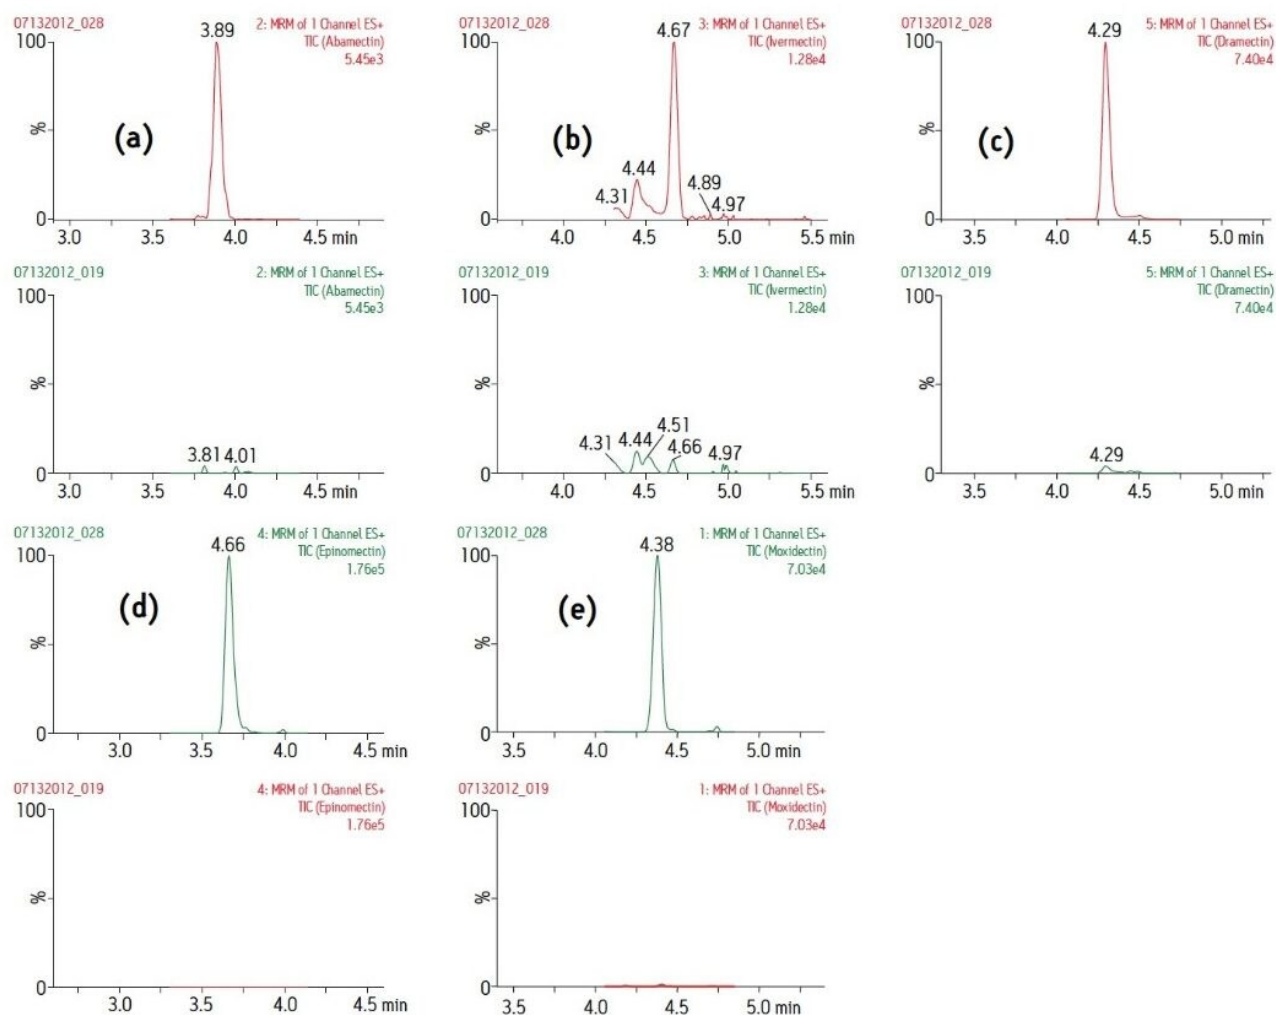 07132012_028
2: MRM of 1 Channel ES+
TIC (Abamectin)
5.45e3
100
%
0
3.89
(a)
3.0 3.5 4.0 4.5 min
07132012_028
3: MRM of 1 Channel ES+
TIC (Ivermectin)
1.28e4
100
%
0
4.67
(b)
4.44
4.31
4.89
4.97
4.0 4.5 5.0 5.5 min
07132012_028
5: MRM of 1 Channel ES+
TIC (Dramectin)
7.40e4
100
%
0
4.29
(c)
3.5 4.0 4.5 5.0 min
07132012_019
2: MRM of 1 Channel ES+
TIC (Abamectin)
5.45e3
100
%
0
3.81 4.01
3.0 3.5 4.0 4.5 min
07132012_019
3: MRM of 1 Channel ES+
TIC (Ivermectin)
1.28e4
100
%
0
4.31 4.44 4.51 4.66 4.97
4.0 4.5 5.0 5.5 min
07132012_019
5: MRM of 1 Channel ES+
TIC (Dramectin)
7.40e4
100
%
0
4.29
3.5 4.0 4.5 5.0 min
07132012_028
4: MRM of 1 Channel ES+
TIC (Epinomectin)
1.76e5
100
%
0
4.66
(d)
3.0 3.5 4.0 4.5 min
07132012_028
1: MRM of 1 Channel ES+
TIC (Moxidectin)
7.03e4
100
%
0
4.38
(e)
3.5 4.0 4.5 5.0 min
07132012_019
4: MRM of 1 Channel ES+
TIC (Epinomectin)
1.76e5
100
%
0
3.0 3.5 4.0 4.5 min
07132012_019
1: MRM of 1 Channel ES+
TIC (Moxidectin)
7.03e4
100
%
0
3.5 4.0 4.5 5.0 min